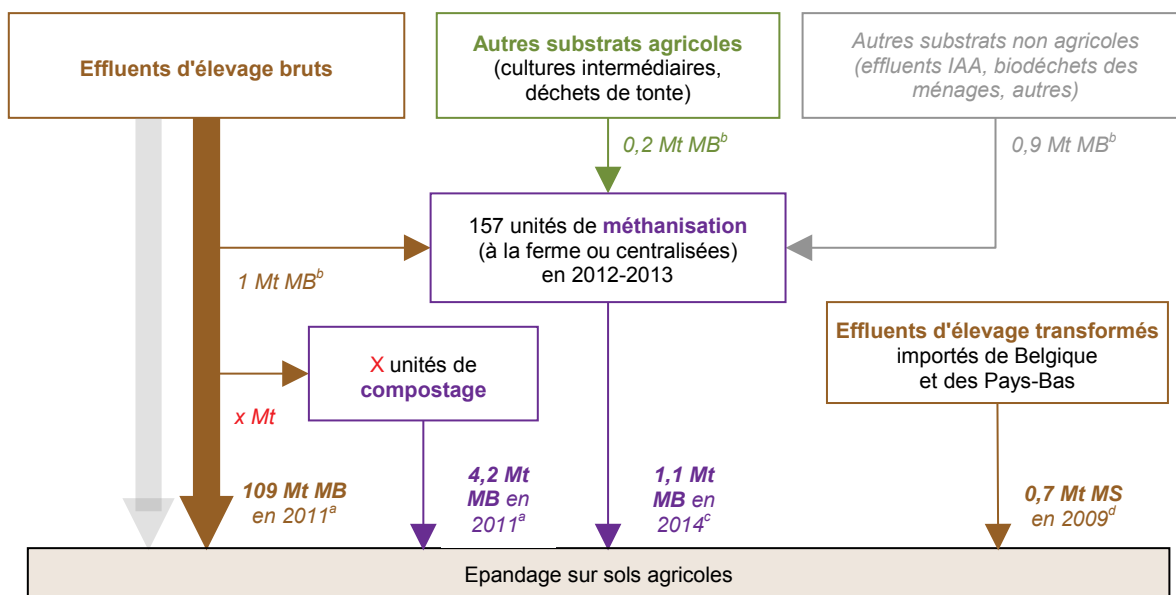 Effluents d'élevage bruts
Autres substrats agricoles
(cultures intermédiaires,
déchets de tonte)
Autres substrats non agricoles
(effluents IAA, biodéchets des
ménages, autres)
0,2 Mt MBᵇ
0,9 Mt MBᵇ
157 unités de méthanisation
(à la ferme ou centralisées)
en 2012-2013
1 Mt MBᵇ
X unités de
compostage
x Mt
Effluents d'élevage transformés
importés de Belgique
et des Pays-Bas
109 Mt MB
en 2011ᵃ
4,2 Mt
MB en
2011ᵃ
1,1 Mt
MB en
2014ᶜ
0,7 Mt MS
en 2009ᵈ
Epandage sur sols agricoles